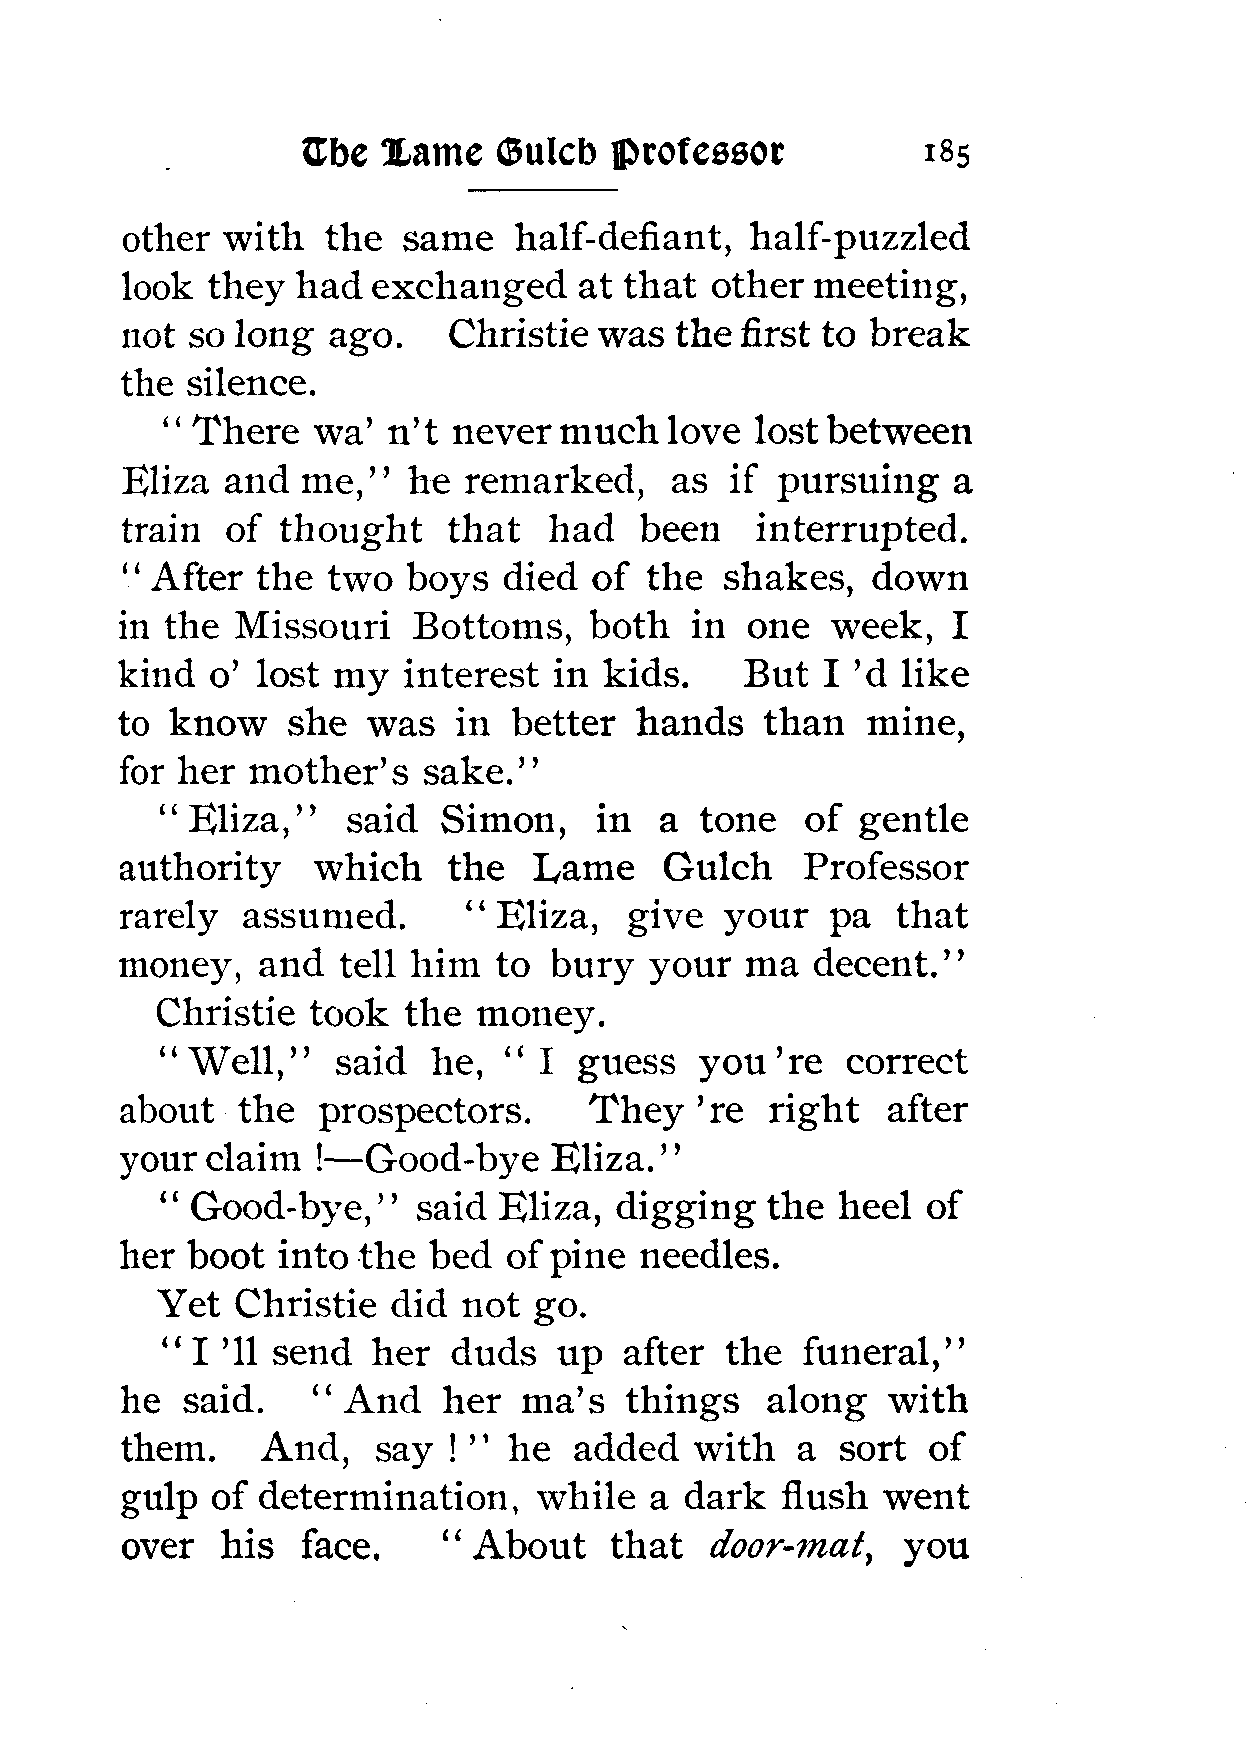 The Lame Gulch Professor 185
other with the same half-defiant, half-puzzled
look they had exchanged at that other meeting,
not so long ago. Christie was the first to break
the silence.
"There wa' n't never much love lost between
Eliza and me," he remarked, as if pursuing a
train of thought that had been interrupted.
"After the two boys died of the shakes, down
in the Missouri Bottoms, both in one week, I
kind o' lost my interest in kids. But I 'd like
to know she was in better hands than mine,
for her mother's sake."
"Eliza," said Simon, in a tone of gentle
authority which the Lame Gulch Professor
rarely assumed. "Eliza, give your pa that
money, and tell him to bury your ma decent."
Christie took the money.
"Well," said he, "I guess you 're correct
about the prospectors. They 're right after
your claim !—Good-bye Eliza."
"Good-bye," said Eliza, digging the heel of
her boot into the bed of pine needles.
Yet Christie did not go.
"I 'll send her duds up after the funeral,"
he said. "And her ma's things along with
them. And, say ! " he added with a sort of
gulp of determination, while a dark flush went
over his face. "About that door-mat, you